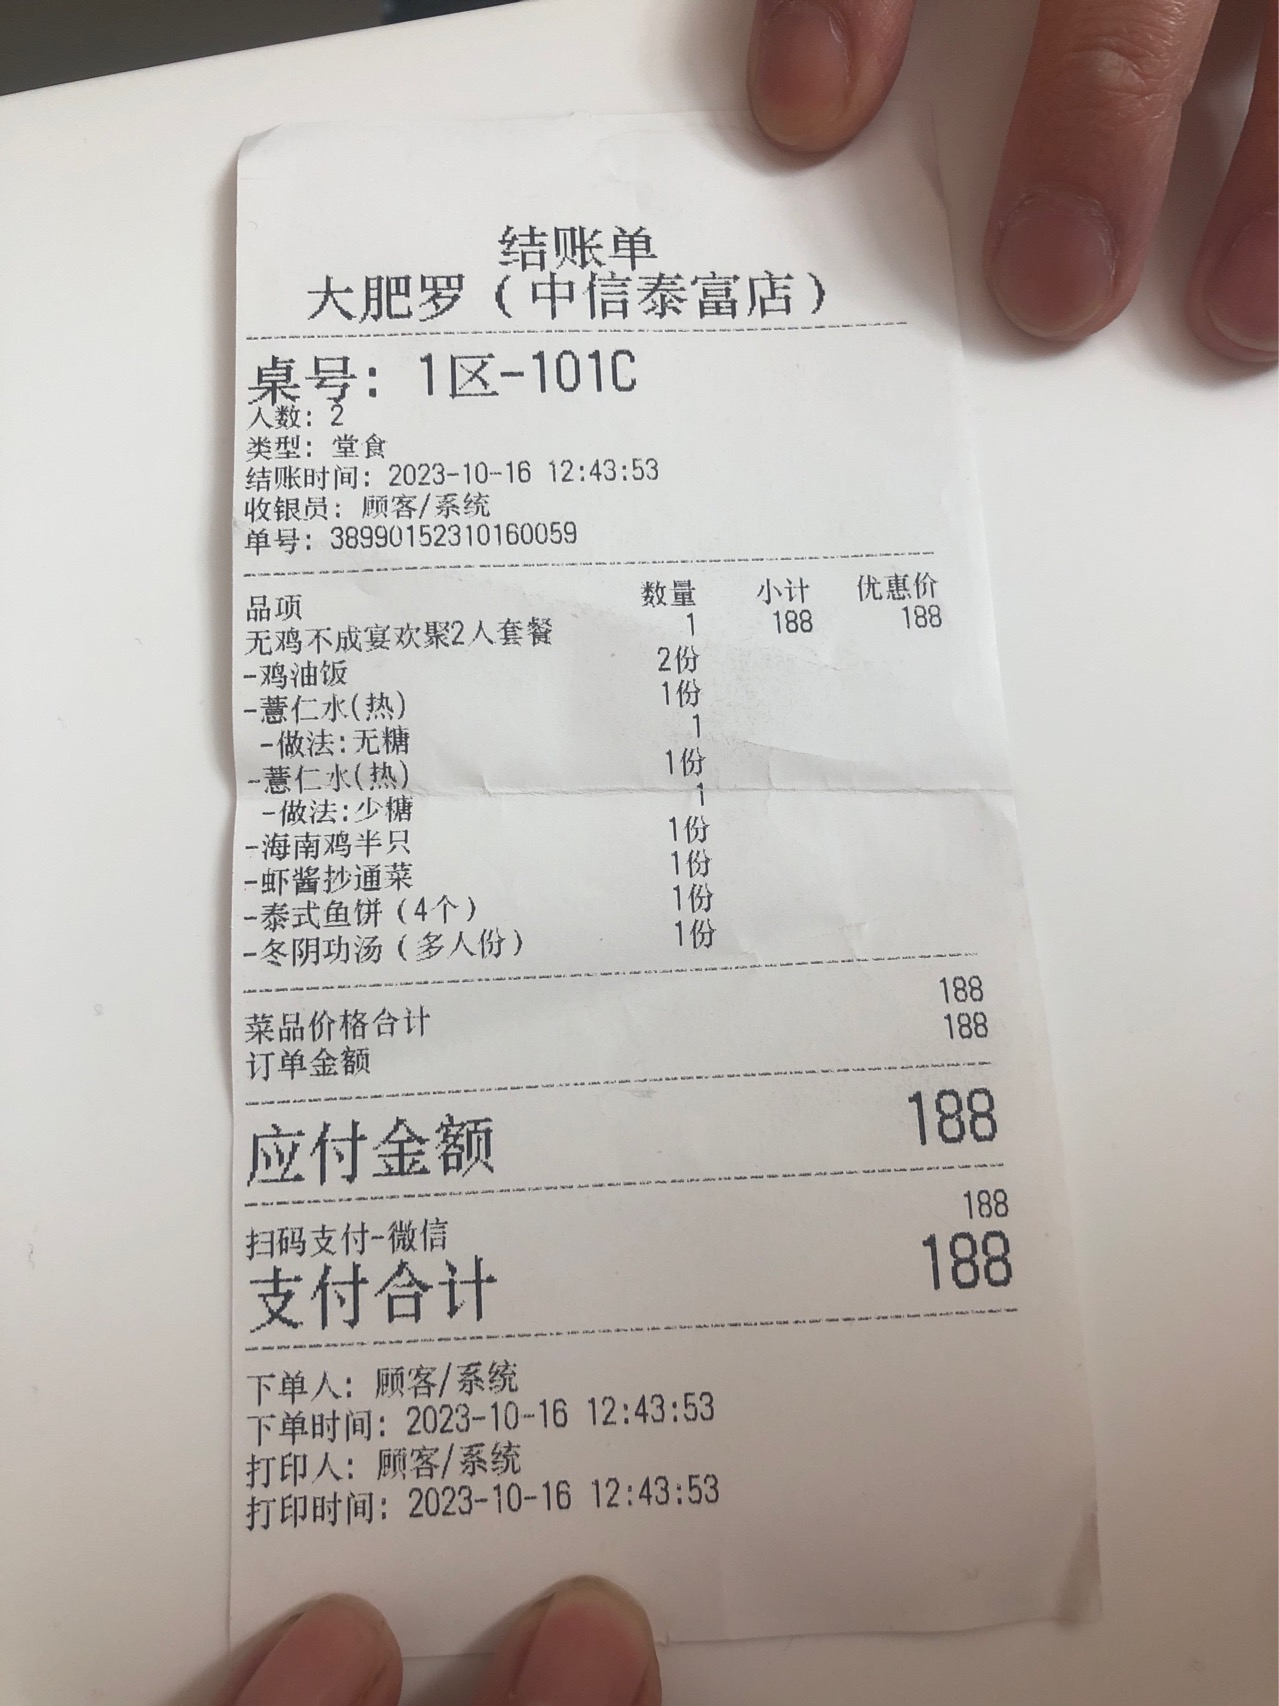 结账单
大肥罗（中信泰富店）
桌号: 1区-101C
人数: 2
类型: 堂食
结账时间: 2023-10-16 12:43:53
收银员: 顾客/系统
单号: 38990152310160059
品项 数量 小计 优惠价
无鸡不成宴欢聚2人套餐 1 188 188
-鸡油饭 2份
-薏仁水(热) 1份
-做法:无糖 1
-薏仁水(热) 1份
-做法:少糖 1
-海南鸡半只 1份
-虾酱抄通菜 1份
-泰式鱼饼（4个） 1份
-冬阴功汤（多人份） 1份
菜品价格合计 188
订单金额 188
应付金额 188
扫码支付-微信 188
支付合计 188
下单人: 顾客/系统
下单时间: 2023-10-16 12:43:53
打印人: 顾客/系统
打印时间: 2023-10-16 12:43:53